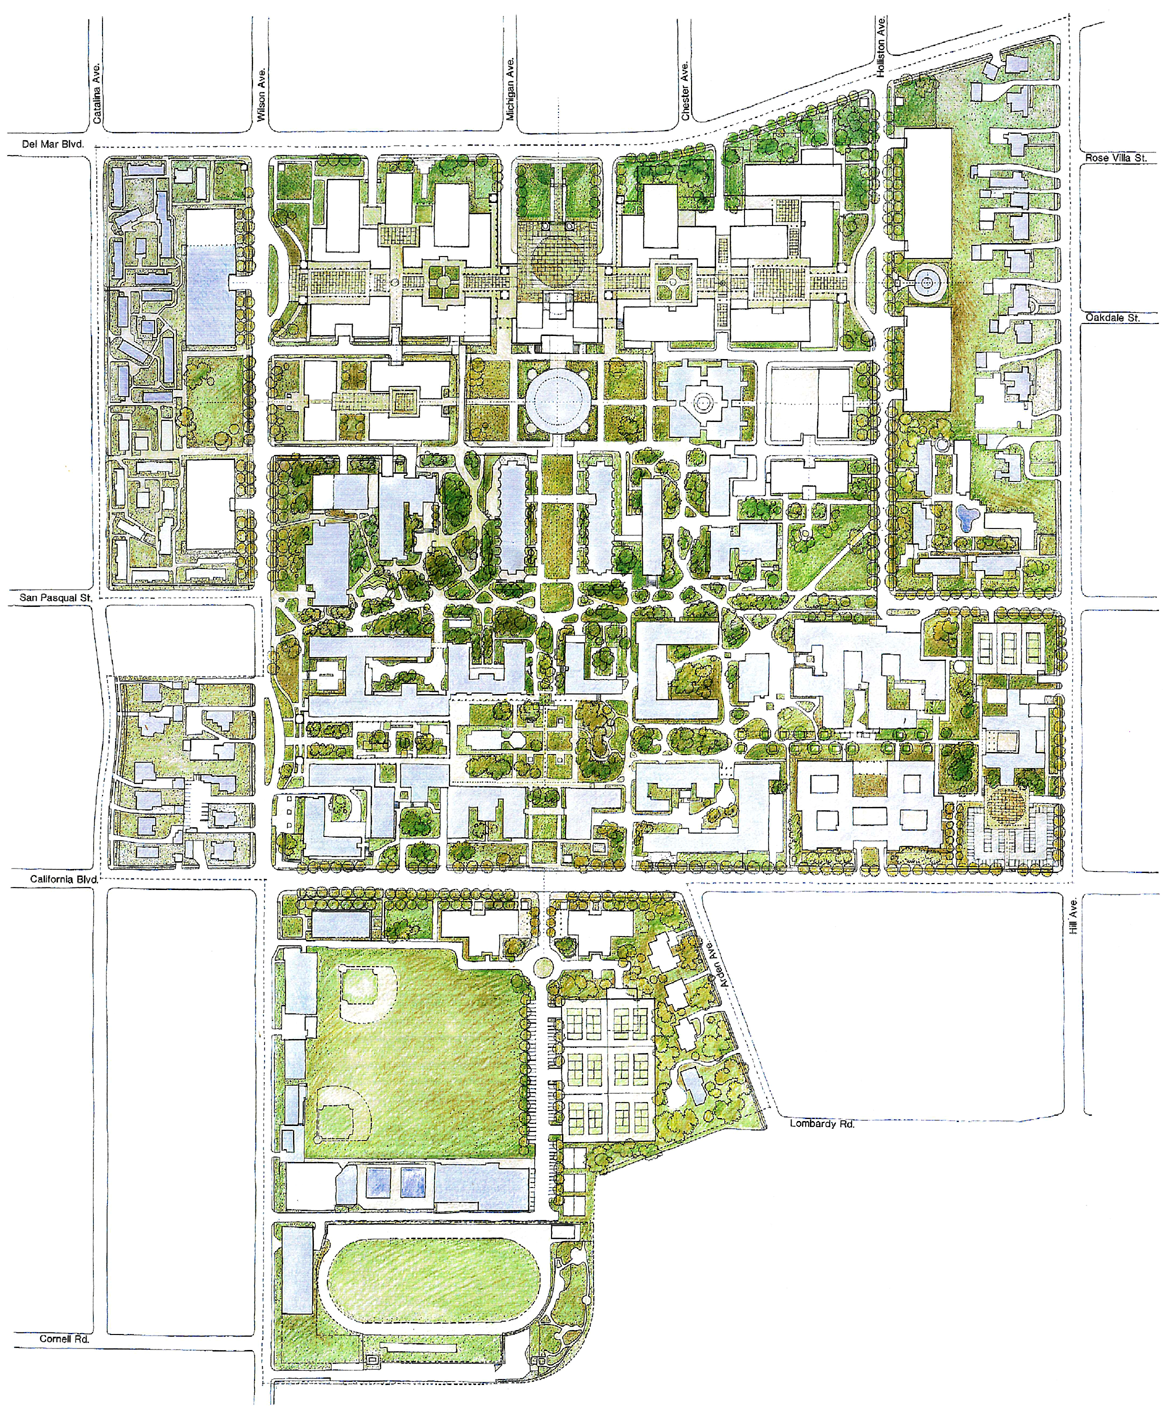 Catalina Ave.
Wilson Ave.
Michigan Ave.
Chester Ave.
Holliston Ave.
Del Mar Blvd.
Rose Villa St.
Oakdale St.
San Pasqual St.
California Blvd.
Hill Ave.
Arden Ave.
Lombardy Rd.
Cornell Rd.